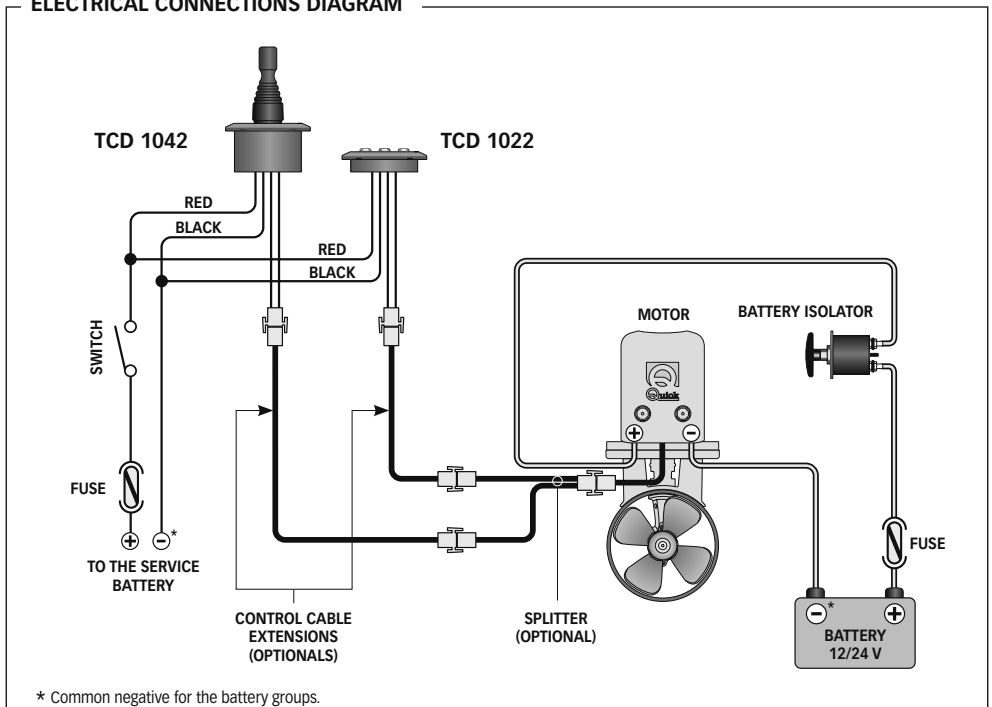 ELECTRICAL CONNECTIONS DIAGRAM
TCD 1042
TCD 1022
RED
BLACK
RED
BLACK
SWITCH
FUSE
+ − *
TO THE SERVICE
BATTERY
CONTROL CABLE
EXTENSIONS
(OPTIONALS)
SPLITTER
(OPTIONAL)
MOTOR
Quick
+ −
BATTERY ISOLATOR
FUSE
− * +
BATTERY
12/24 V
* Common negative for the battery groups.